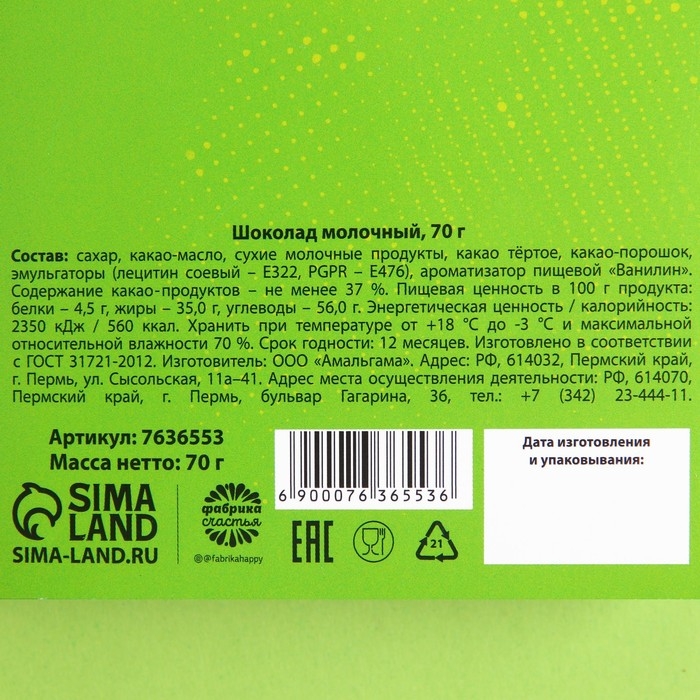 Шоколад молочный, 70 г
Состав: сахар, какао-масло, сухие молочные продукты, какао тёртое, какао-порошок,
эмульгаторы (лецитин соевый – Е322, PGPR – Е476), ароматизатор пищевой «Ванилин».
Содержание какао-продуктов – не менее 37 %. Пищевая ценность в 100 г продукта:
белки – 4,5 г, жиры – 35,0 г, углеводы – 56,0 г. Энергетическая ценность / калорийность:
2350 кДж / 560 ккал. Хранить при температуре от +18 °С до -3 °С и максимальной
относительной влажности 70 %. Срок годности: 12 месяцев. Изготовлено в соответствии
с ГОСТ 31721-2012. Изготовитель: ООО «Амальгама». Адрес: РФ, 614032, Пермский край,
г. Пермь, ул. Сысольская, 11а–41. Адрес места осуществления деятельности: РФ, 614070,
Пермский край, г. Пермь, бульвар Гагарина, 36, тел.: +7 (342) 23-444-11.
Артикул: 7636553
Масса нетто: 70 г
SIMA
LAND
SIMA-LAND.RU
фабрика
счастья
@fabrikahappy
6 900076 365536
ЕАС
21
Дата изготовления
и упаковывания: